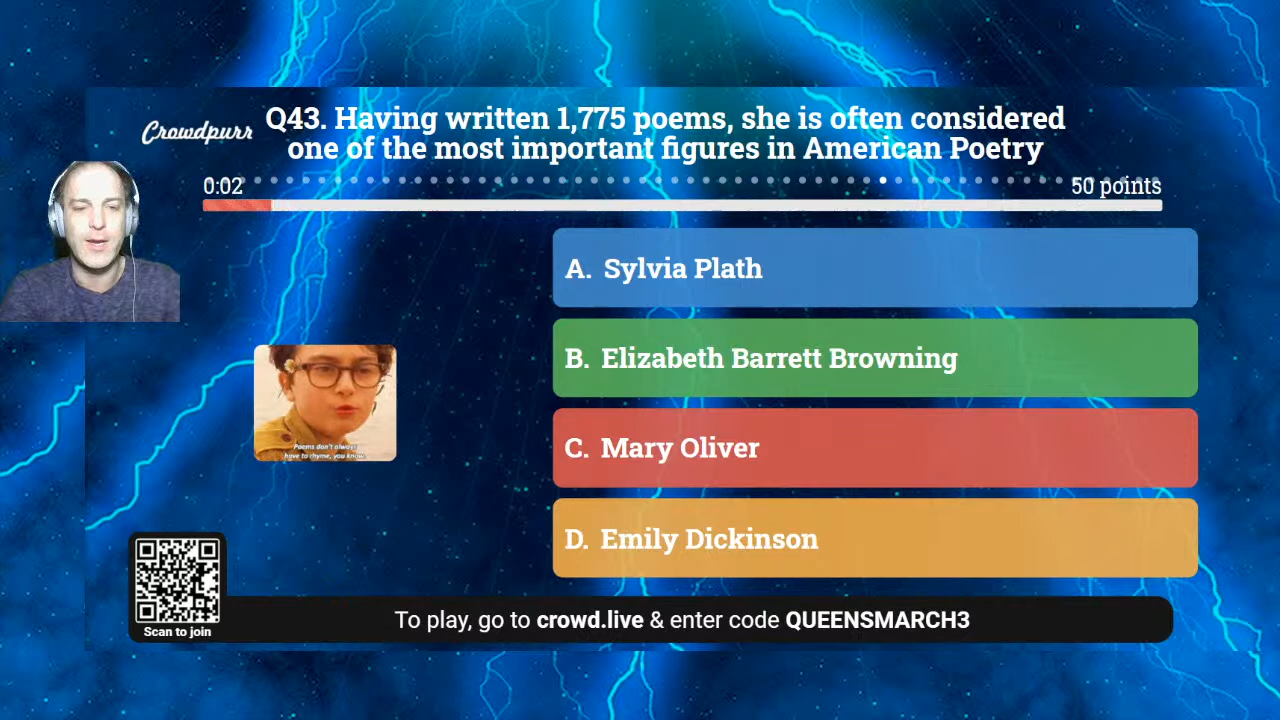 Crowdpurr
Q43. Having written 1,775 poems, she is often considered
one of the most important figures in American Poetry
0:02
50 points
A. Sylvia Plath
B. Elizabeth Barrett Browning
C. Mary Oliver
D. Emily Dickinson
Poems don't always
have to rhyme, you know.
Scan to join
To play, go to crowd.live & enter code QUEENSMARCH3